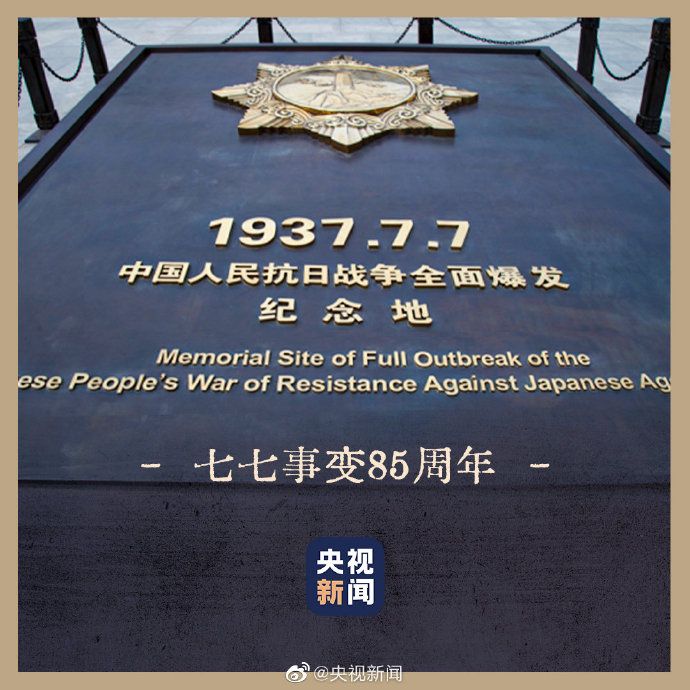 1937.7.7
中国人民抗日战争全面爆发
纪念地
Memorial Site of Full Outbreak of the
ese People's War of Resistance Against Japanese Ag
- 七七事变85周年 -
央视
新闻
@央视新闻